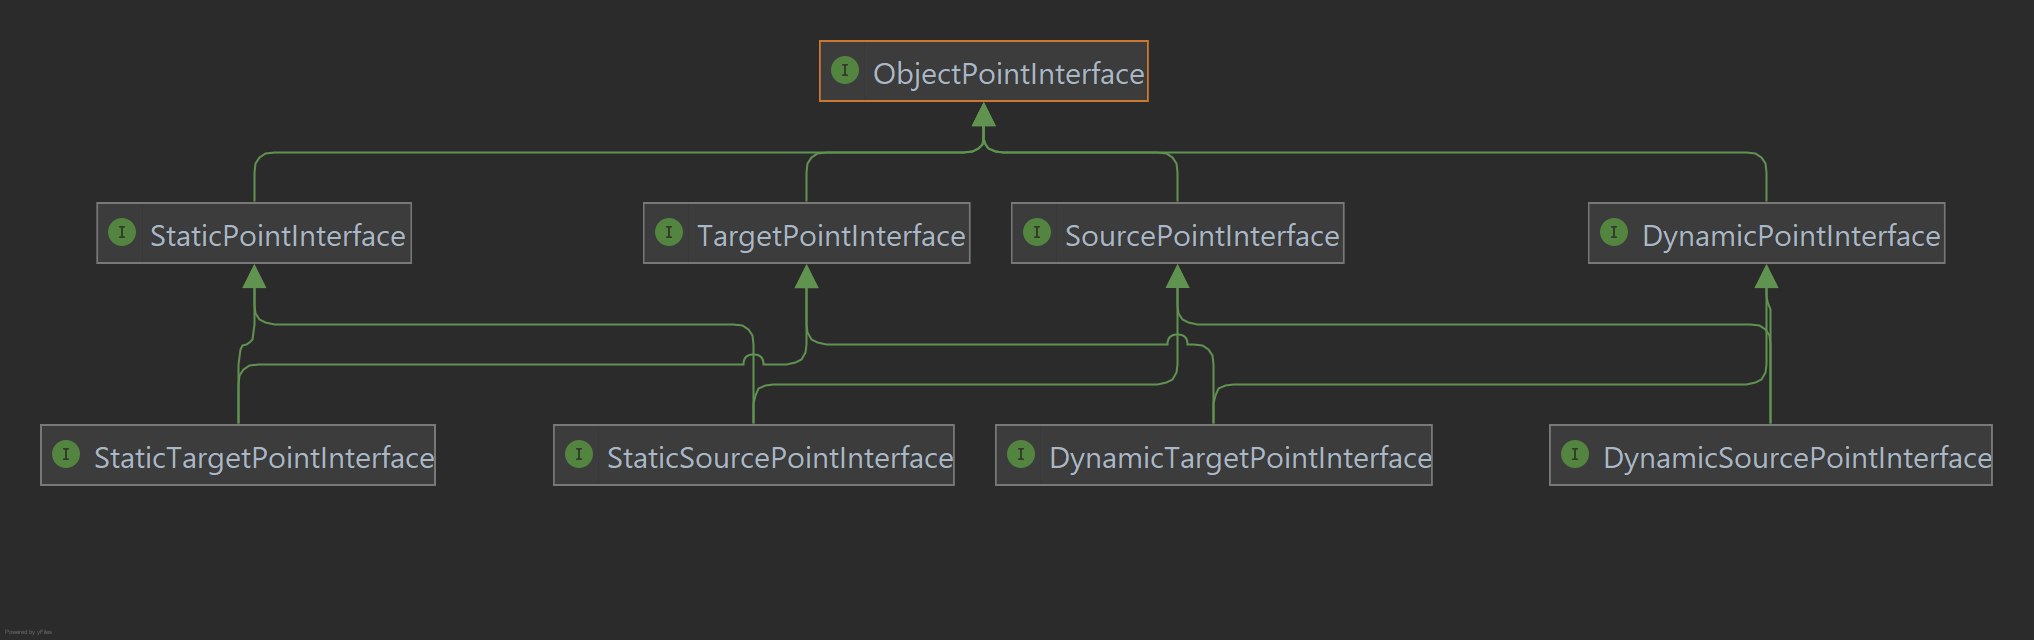 I ObjectPointInterface
I StaticPointInterface
I TargetPointInterface
I SourcePointInterface
I DynamicPointInterface
I StaticTargetPointInterface
I StaticSourcePointInterface
I DynamicTargetPointInterface
I DynamicSourcePointInterface
Powered by yFiles